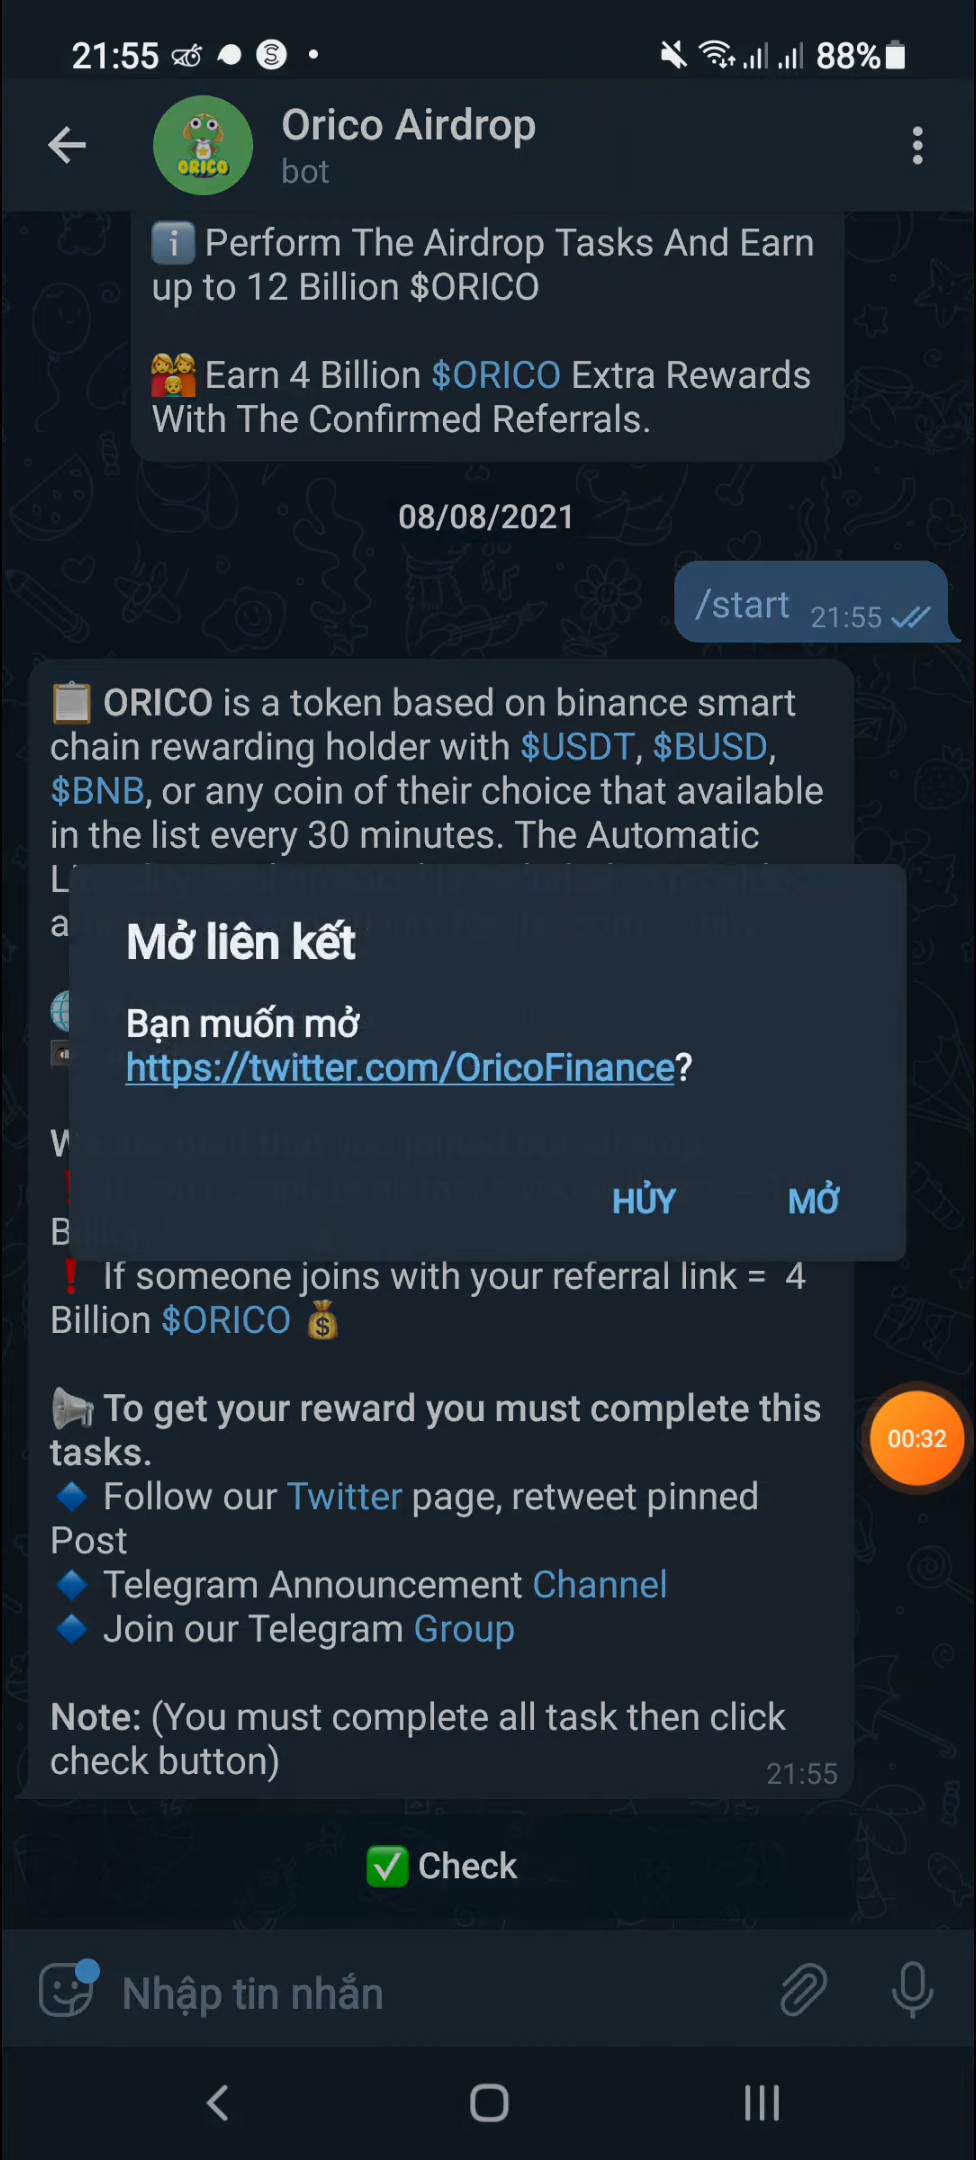 21:55
88%
Orico Airdrop
bot
ORICO
Perform The Airdrop Tasks And Earn
up to 12 Billion $ORICO
Earn 4 Billion $ORICO Extra Rewards
With The Confirmed Referrals.
08/08/2021
/start 21:55
ORICO is a token based on binance smart
chain rewarding holder with $USDT, $BUSD,
$BNB, or any coin of their choice that available
in the list every 30 minutes. The Automatic
Mở liên kết
Bạn muốn mở
https://twitter.com/OricoFinance?
HỦY MỞ
❗ If someone joins with your referral link = 4
Billion $ORICO 💰
To get your reward you must complete this
tasks.
Follow our Twitter page, retweet pinned
Post
Telegram Announcement Channel
Join our Telegram Group
00:32
Note: (You must complete all task then click
check button)
21:55
✅ Check
Nhập tin nhắn